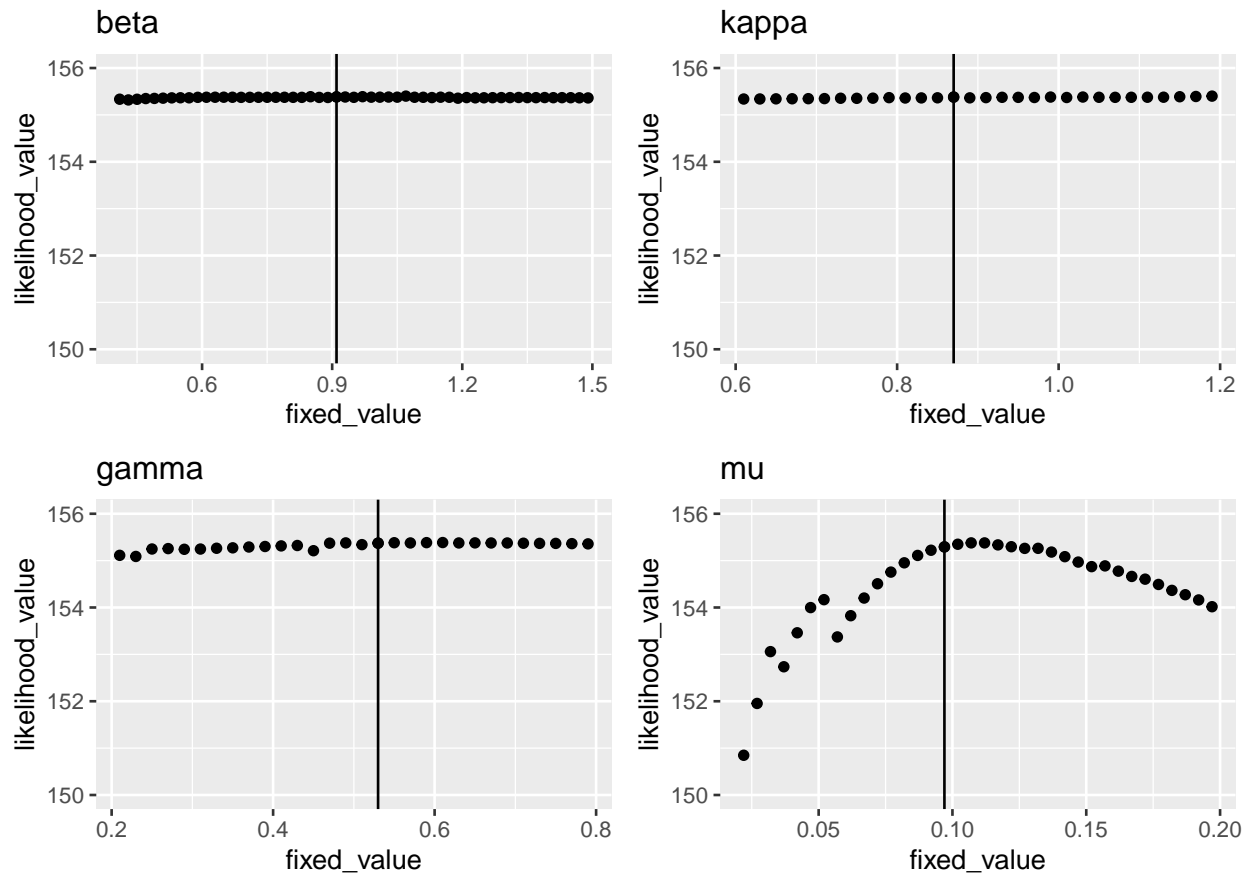 beta
156
154
152
150
likelihood_value
0.6 0.9 1.2 1.5
fixed_value
kappa
156
154
152
150
likelihood_value
0.6 0.8 1.0 1.2
fixed_value
gamma
156
154
152
150
likelihood_value
0.2 0.4 0.6 0.8
fixed_value
mu
156
154
152
150
likelihood_value
0.05 0.10 0.15 0.20
fixed_value